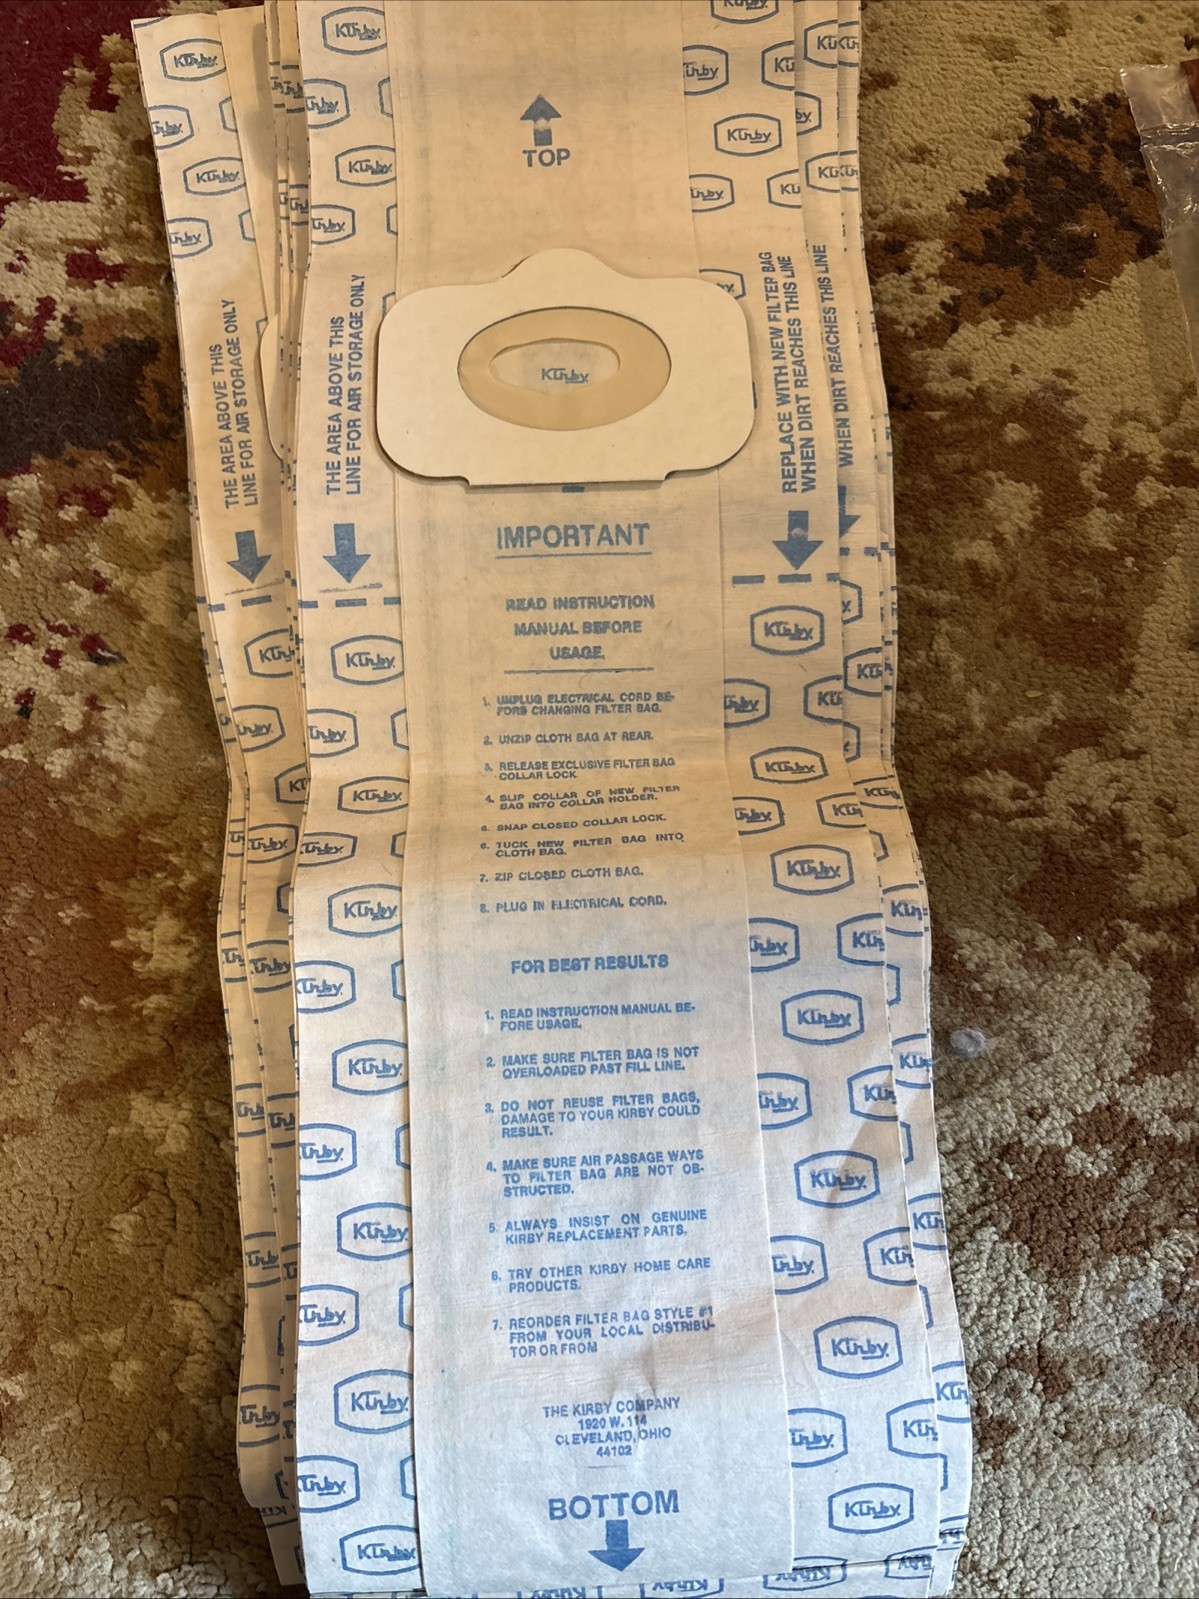 TOP
Kirby
THE AREA ABOVE THIS
LINE FOR AIR STORAGE ONLY
THE AREA ABOVE THIS
LINE FOR AIR STORAGE ONLY
REPLACE WITH NEW FILTER BAG
WHEN DIRT REACHES THIS LINE
WHEN DIRT REACHES THIS LINE
IMPORTANT
READ INSTRUCTION
MANUAL BEFORE
USAGE.
1. UNPLUG ELECTRICAL CORD BE-
FORE CHANGING FILTER BAG.
2. UNZIP CLOTH BAG AT REAR.
3. RELEASE EXCLUSIVE FILTER BAG
COLLAR LOCK
4. SLIP COLLAR OF NEW FILTER
BAG INTO COLLAR HOLDER.
5. SNAP CLOSED COLLAR LOCK.
6. TUCK NEW FILTER BAG INTO
CLOTH BAG.
7. ZIP CLOSED CLOTH BAG.
8. PLUG IN ELECTRICAL CORD.
FOR BEST RESULTS
1. READ INSTRUCTION MANUAL BE-
FORE USAGE.
2. MAKE SURE FILTER BAG IS NOT
OVERLOADED PAST FILL LINE.
3. DO NOT REUSE FILTER BAGS,
DAMAGE TO YOUR KIRBY COULD
RESULT.
4. MAKE SURE AIR PASSAGE WAYS
TO FILTER BAG ARE NOT OB-
STRUCTED.
5. ALWAYS INSIST ON GENUINE
KIRBY REPLACEMENT PARTS.
6. TRY OTHER KIRBY HOME CARE
PRODUCTS.
7. REORDER FILTER BAG STYLE #1
FROM YOUR LOCAL DISTRIBU-
TOR OR FROM
THE KIRBY COMPANY
1920 W. 114
CLEVELAND, OHIO
44102
BOTTOM